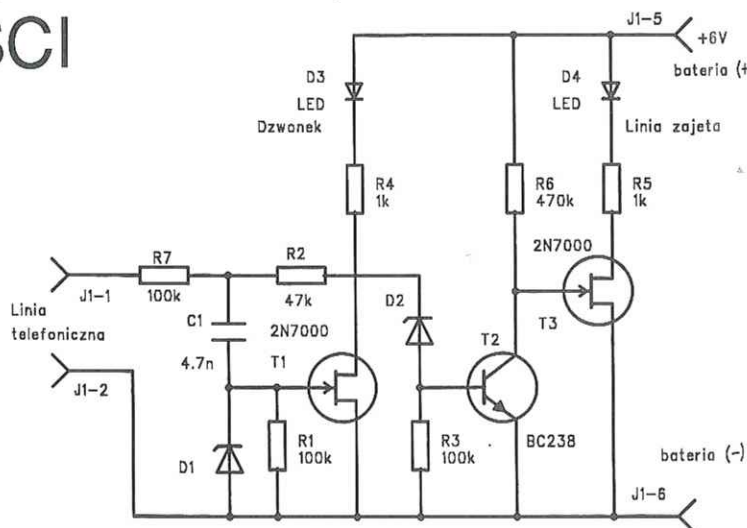 ŚCI
J1-5
+6V
bateria (+
D3
LED
Dzwonek
D4
LED
Linia zajeta
R4
1k
R6
470k
R5
1k
2N7000
R7
100k
J1-1
R2
47k
Linia
telefoniczna
C1
4.7n
2N7000
T1
D2
T2
T3
J1-2
D1
R1
100k
R3
100k
BC238
bateria (-)
J1-6